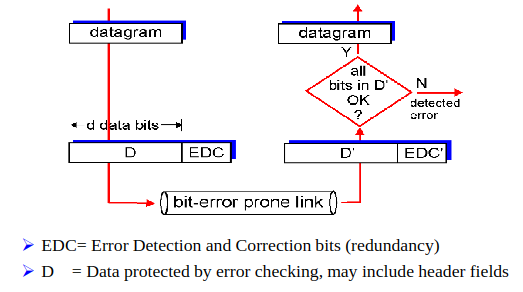 datagram
datagram
Y
all
bits in D'
OK
?
N
detected
error
d data bits
D
EDC
D'
EDC'
bit-error prone link
EDC= Error Detection and Correction bits (redundancy)
D = Data protected by error checking, may include header fields